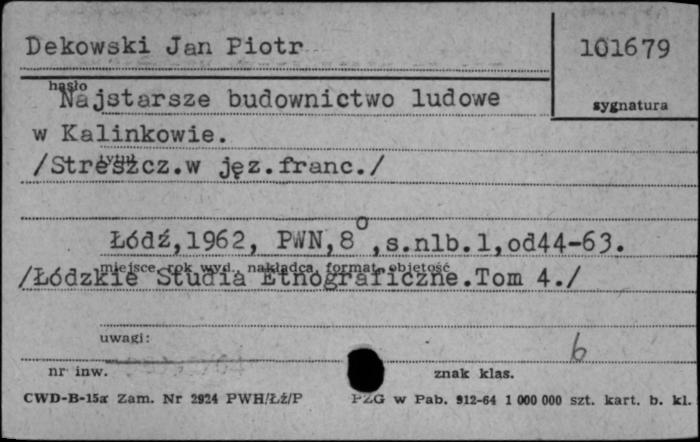 Dekowski Jan Piotr
101679
hasło
sygnatura
Najstarsze budownictwo ludowe
w Kalinkowie.
tytuł
/Streszcz.w jęz.franc./
Łódź,1962, PWN,8°,s.nlb.1,od44-63.
miejsce, rok wyd., nakładca, format, objętość
/Łódzkie Studia Etnograficzne.Tom 4./
uwagi:
b
nr inw.
znak klas.
CWD-B-15a Zam. Nr 2924 PWH/Łź/P
PZG w Pab. 912-64 1 000 000 szt. kart. b. kl.